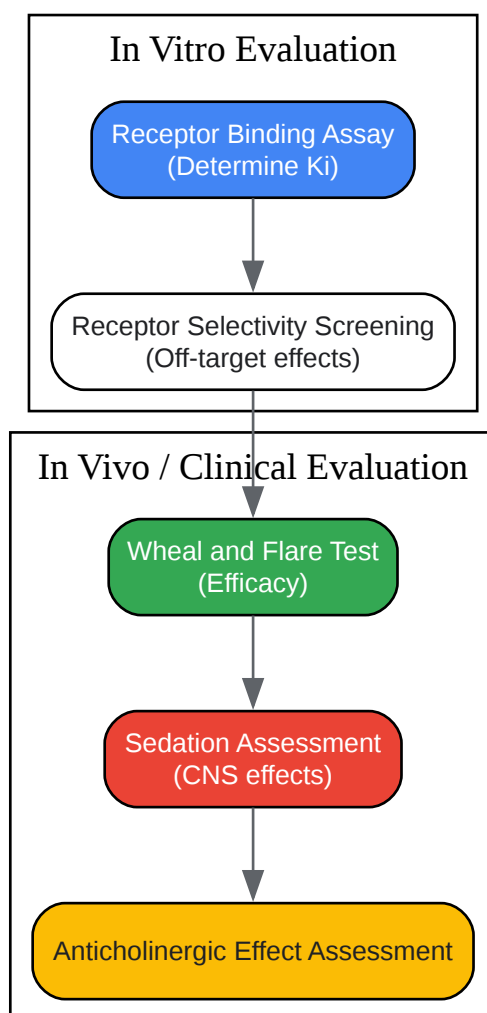 In Vitro Evaluation
Receptor Binding Assay
(Determine Ki)
Receptor Selectivity Screening
(Off-target effects)
In Vivo / Clinical Evaluation
Wheal and Flare Test
(Efficacy)
Sedation Assessment
(CNS effects)
Anticholinergic Effect Assessment